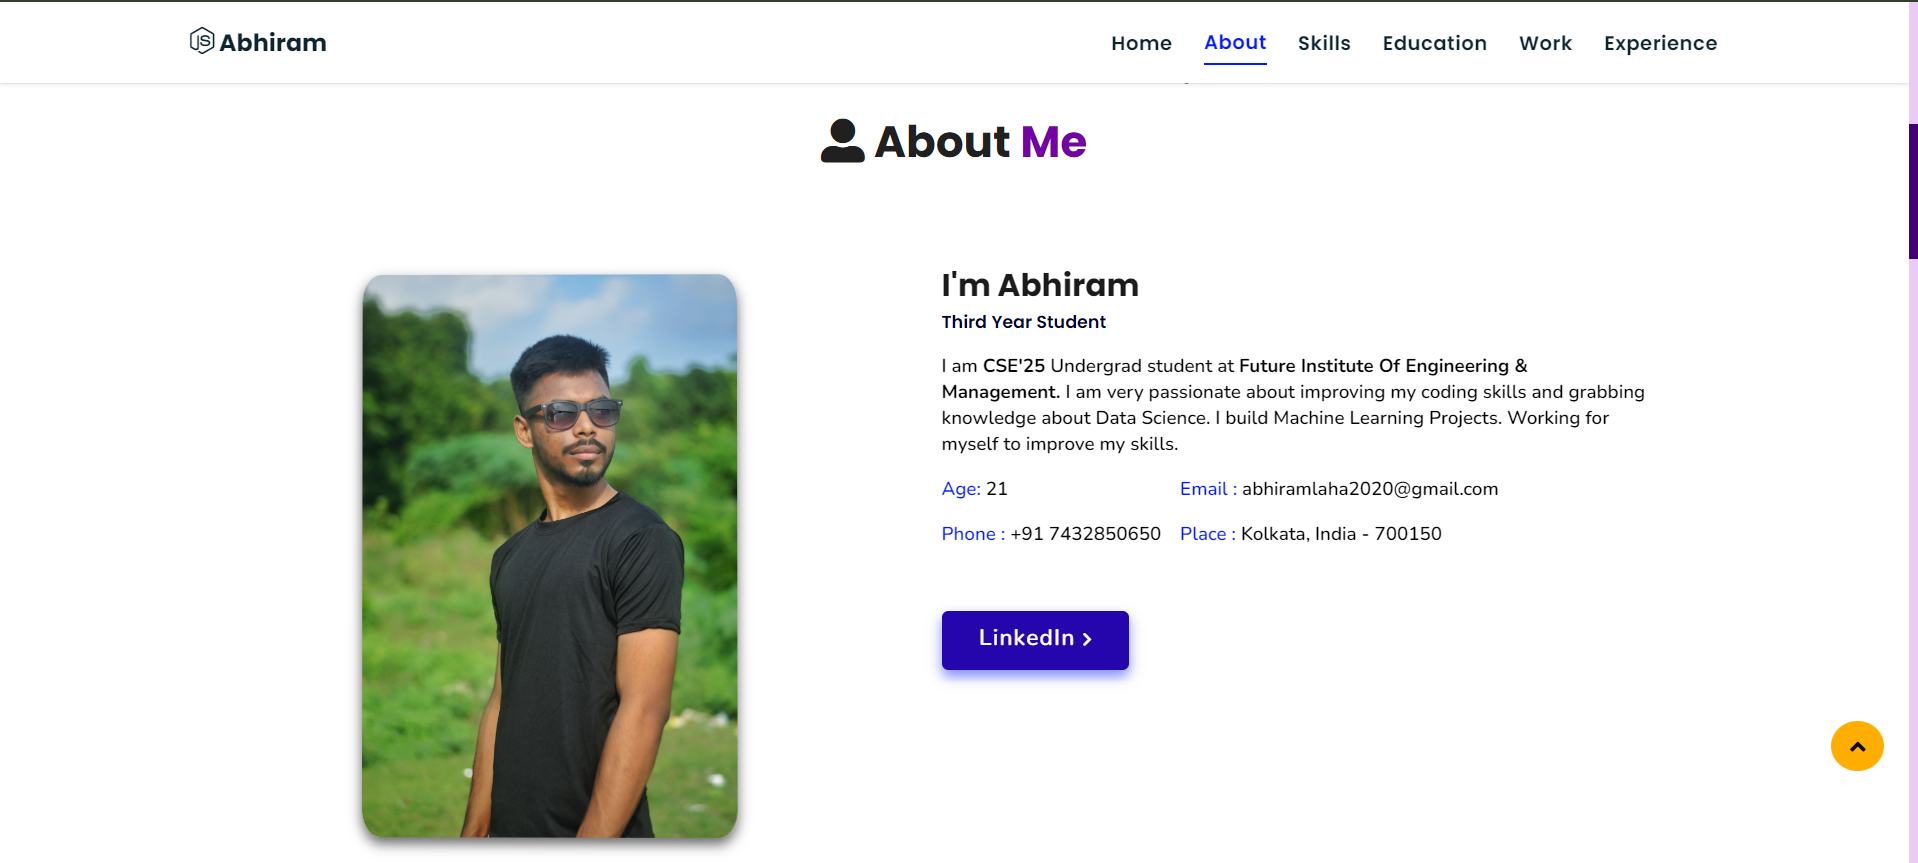 JS Abhiram
Home About Skills Education Work Experience
About Me
I'm Abhiram
Third Year Student
I am CSE'25 Undergrad student at Future Institute Of Engineering &
Management. I am very passionate about improving my coding skills and grabbing
knowledge about Data Science. I build Machine Learning Projects. Working for
myself to improve my skills.
Age: 21 Email : abhiramlaha2020@gmail.com
Phone : +91 7432850650 Place : Kolkata, India - 700150
LinkedIn